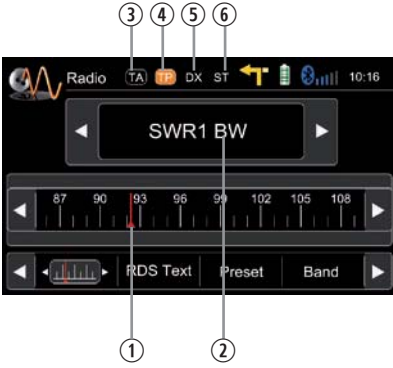 ③ ④ ⑤ ⑥
Radio TA TP DX ST 10:16
SWR1 BW
87 90 93 96 99 102 105 108
RDS Text Preset Band
① ②